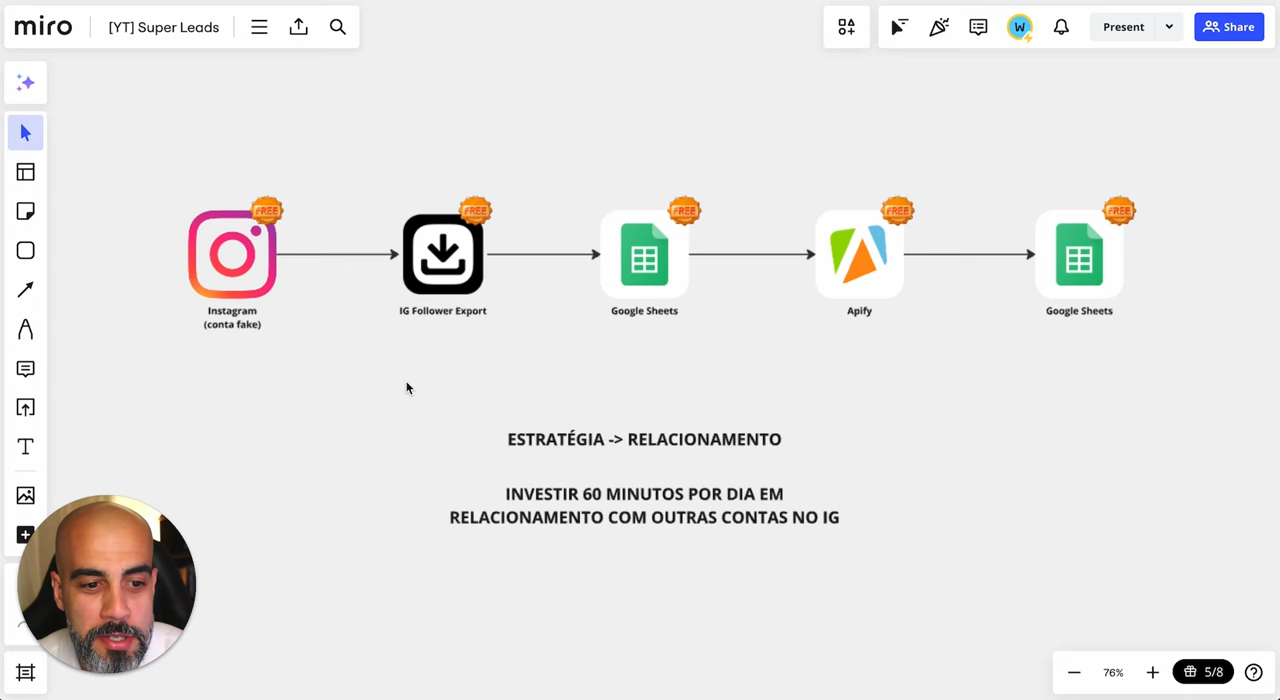 miro
[YT] Super Leads
W
Present
Share
FREE
FREE
FREE
FREE
FREE
Instagram
(conta fake)
IG Follower Export
Google Sheets
Apify
Google Sheets
ESTRATÉGIA -> RELACIONAMENTO
INVESTIR 60 MINUTOS POR DIA EM
RELACIONAMENTO COM OUTRAS CONTAS NO IG
76%
5/8